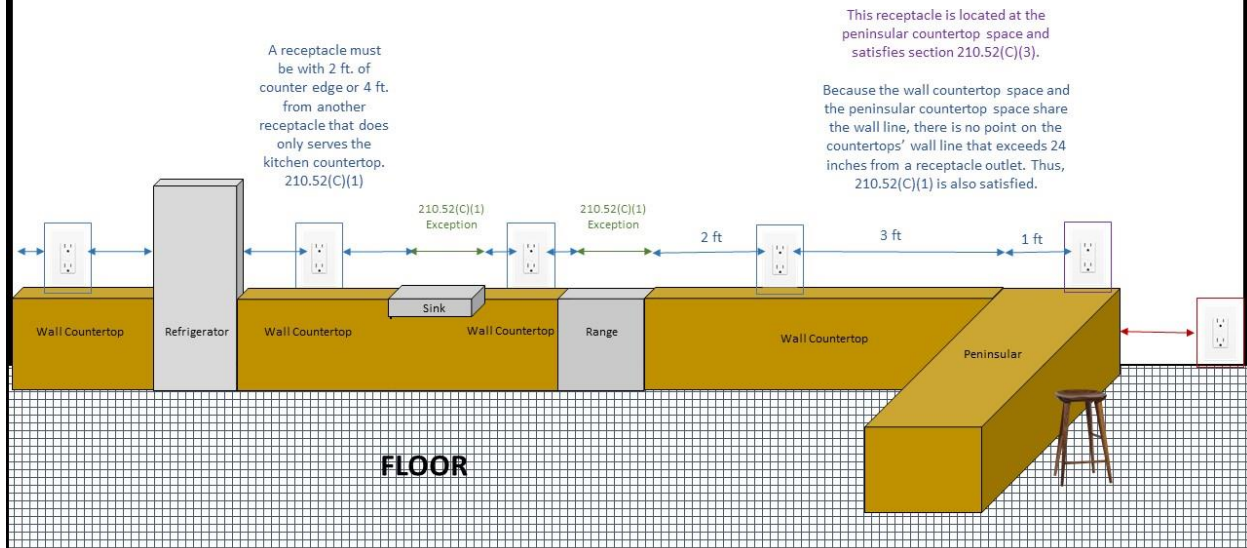 This receptacle is located at the
peninsular countertop space and
satisfies section 210.52(C)(3).
A receptacle must
be with 2 ft. of
counter edge or 4 ft.
from another
receptacle that does
only serves the
kitchen countertop.
210.52(C)(1)
Because the wall countertop space and
the peninsular countertop space share
the wall line, there is no point on the
countertops’ wall line that exceeds 24
inches from a receptacle outlet. Thus,
210.52(C)(1) is also satisfied.
210.52(C)(1)
Exception
210.52(C)(1)
Exception
2 ft
3 ft
1 ft
Sink
Wall Countertop
Refrigerator
Wall Countertop
Wall Countertop
Range
Wall Countertop
Peninsular
FLOOR